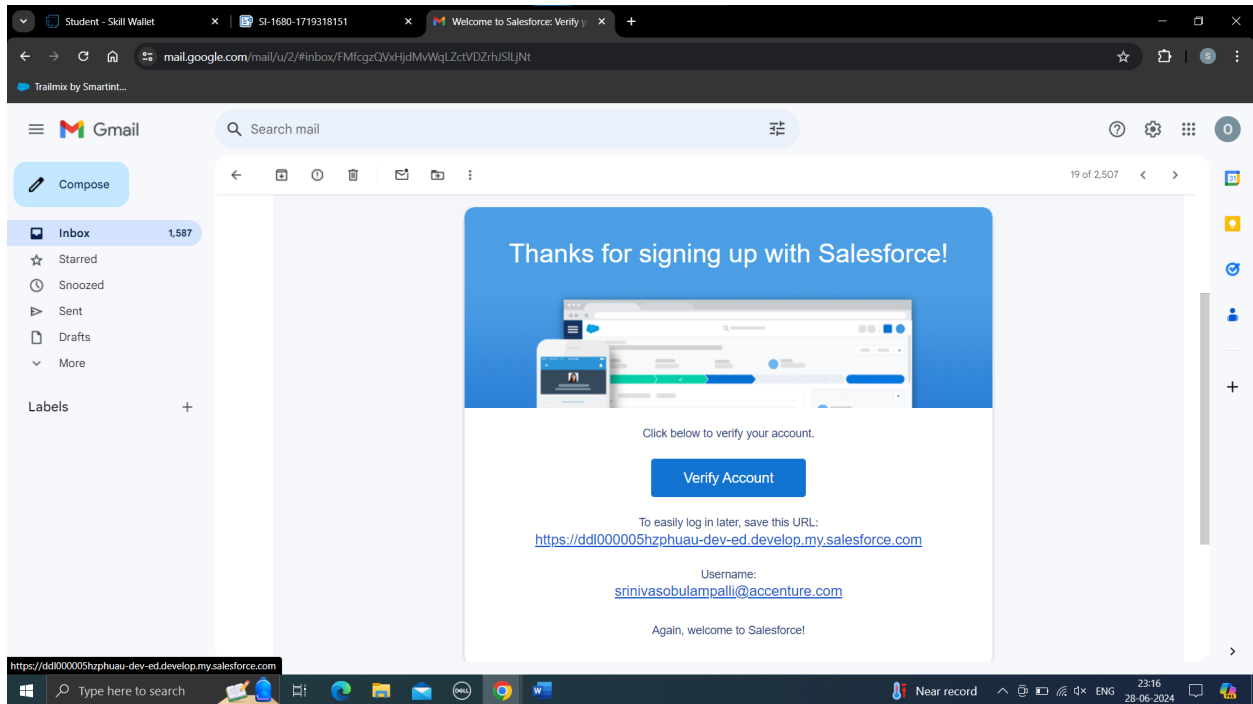 Student - Skill Wallet
SI-1680-1719318151
Welcome to Salesforce: Verify y
mail.google.com/mail/u/2/#inbox/FMfcgzQVxHjdMvWqLZctVDZrhJSlLjNt
S
Trailmix by Smartint...
Gmail
Search mail
O
Compose
19 of 2,507
31
Inbox 1,587
Starred
Snoozed
Sent
Drafts
More
Labels
Thanks for signing up with Salesforce!
Click below to verify your account.
Verify Account
To easily log in later, save this URL:
https://ddl000005hzphuau-dev-ed.develop.my.salesforce.com
Username:
srinivasobulampalli@accenture.com
Again, welcome to Salesforce!
https://ddl000005hzphuau-dev-ed.develop.my.salesforce.com
Type here to search
DELL
Near record
ENG
23:16
28-06-2024